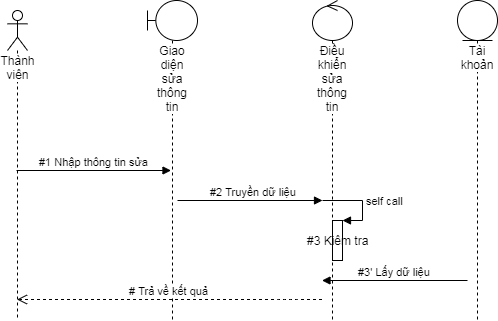 Thành
viên
Giao
diện
sửa
thông
tin
Điều
khiển
sửa
thông
tin
Tài
khoản
#1 Nhập thông tin sửa
#2 Truyền dữ liệu
self call
#3 Kiểm tra
#3' Lấy dữ liệu
# Trả về kết quả